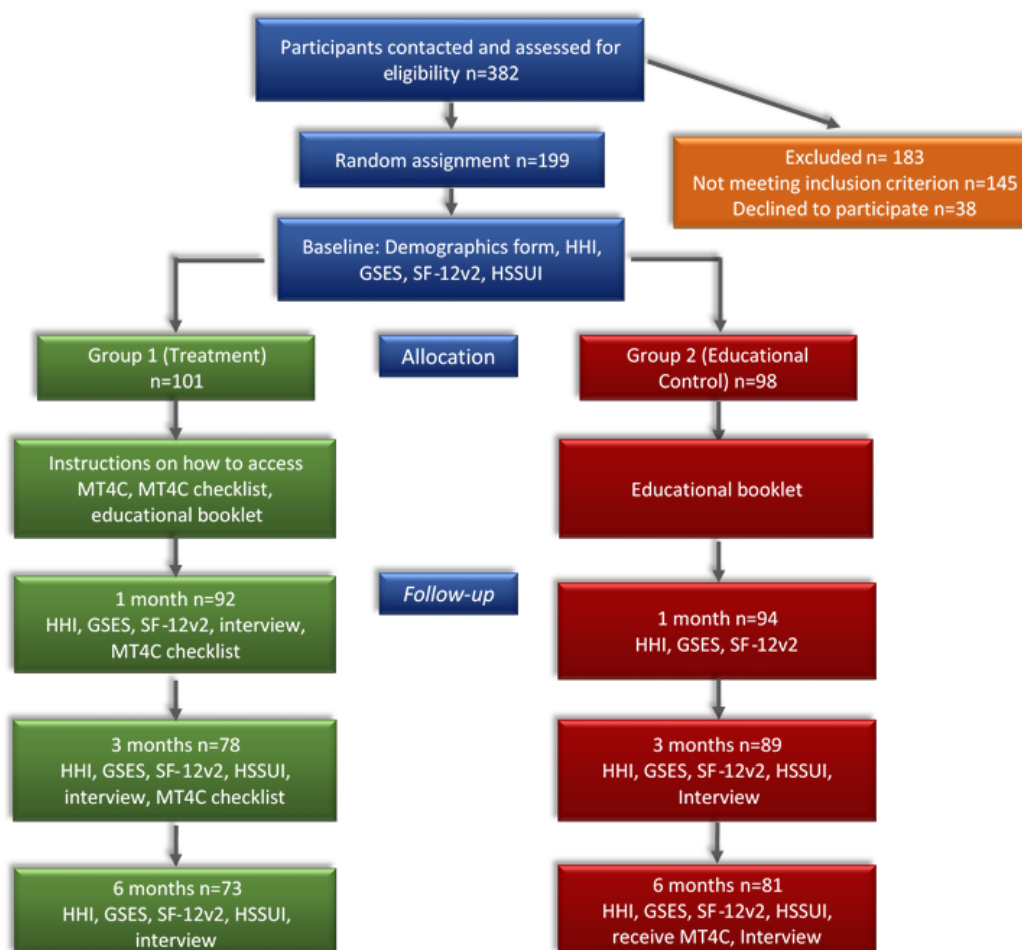 Participants contacted and assessed for
eligibility n=382
Random assignment n=199
Excluded n= 183
Not meeting inclusion criterion n=145
Declined to participate n=38
Baseline: Demographics form, HHI,
GSES, SF-12v2, HSSUI
Group 1 (Treatment)
n=101
Allocation
Group 2 (Educational
Control) n=98
Instructions on how to access
MT4C, MT4C checklist,
educational booklet
Educational booklet
1 month n=92
HHI, GSES, SF-12v2, interview,
MT4C checklist
Follow-up
1 month n=94
HHI, GSES, SF-12v2
3 months n=78
HHI, GSES, SF-12v2, HSSUI,
interview, MT4C checklist
3 months n=89
HHI, GSES, SF-12v2, HSSUI,
Interview
6 months n=73
HHI, GSES, SF-12v2, HSSUI,
interview
6 months n=81
HHI, GSES, SF-12v2, HSSUI,
receive MT4C, Interview